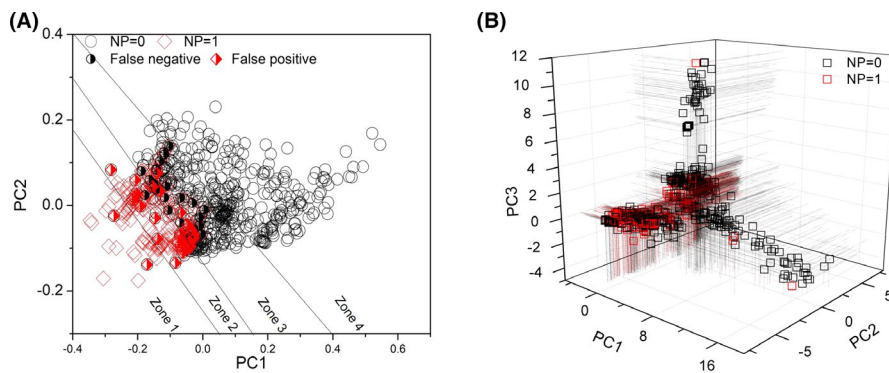 (A)
NP=0 NP=1
False negative False positive
0.4
0.2
0.0
-0.2
PC2
Zone 1
Zone 2
Zone 3
Zone 4
-0.4 -0.2 0.0 0.2 0.4 0.6
PC1
(B)
NP=0
NP=1
12
10
8
6
4
2
0
-2
-4
PC3
0
8
16
PC1
-5
0
5
PC2